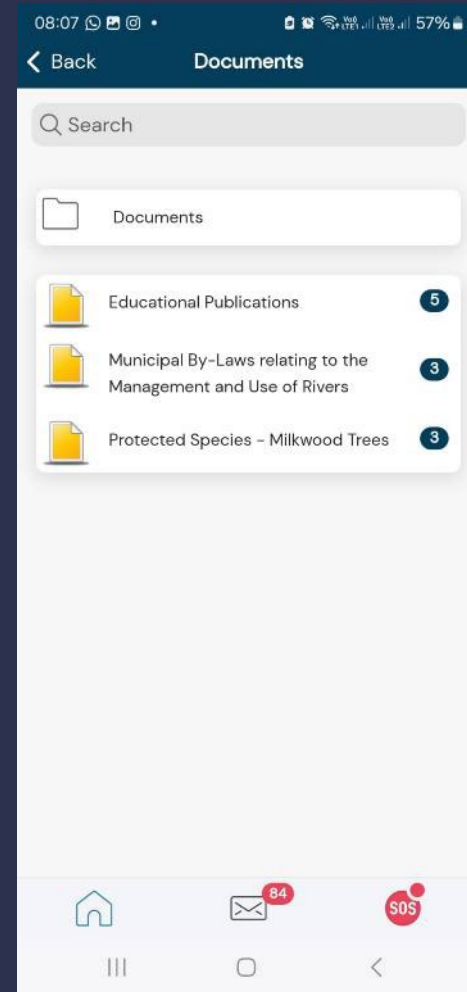 08:07 57%
Back Documents
Search
Documents
Educational Publications 5
Municipal By-Laws relating to the 3
Management and Use of Rivers
Protected Species - Milkwood Trees 3
84
SOS